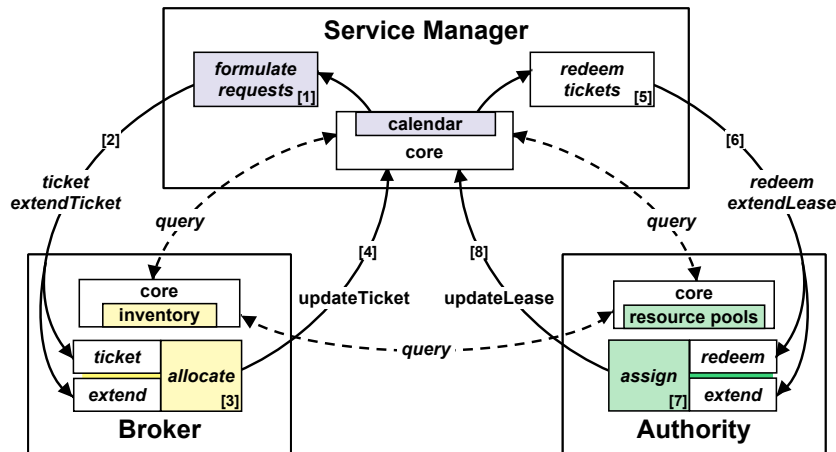 Service Manager
formulate
requests
[1]
redeem
tickets
[5]
calendar
core
[2]
[6]
ticket
extendTicket
redeem
extendLease
query
query
[4]
[8]
updateTicket
updateLease
core
inventory
core
resource pools
query
ticket
extend
allocate
[3]
assign
[7]
redeem
extend
Broker
Authority